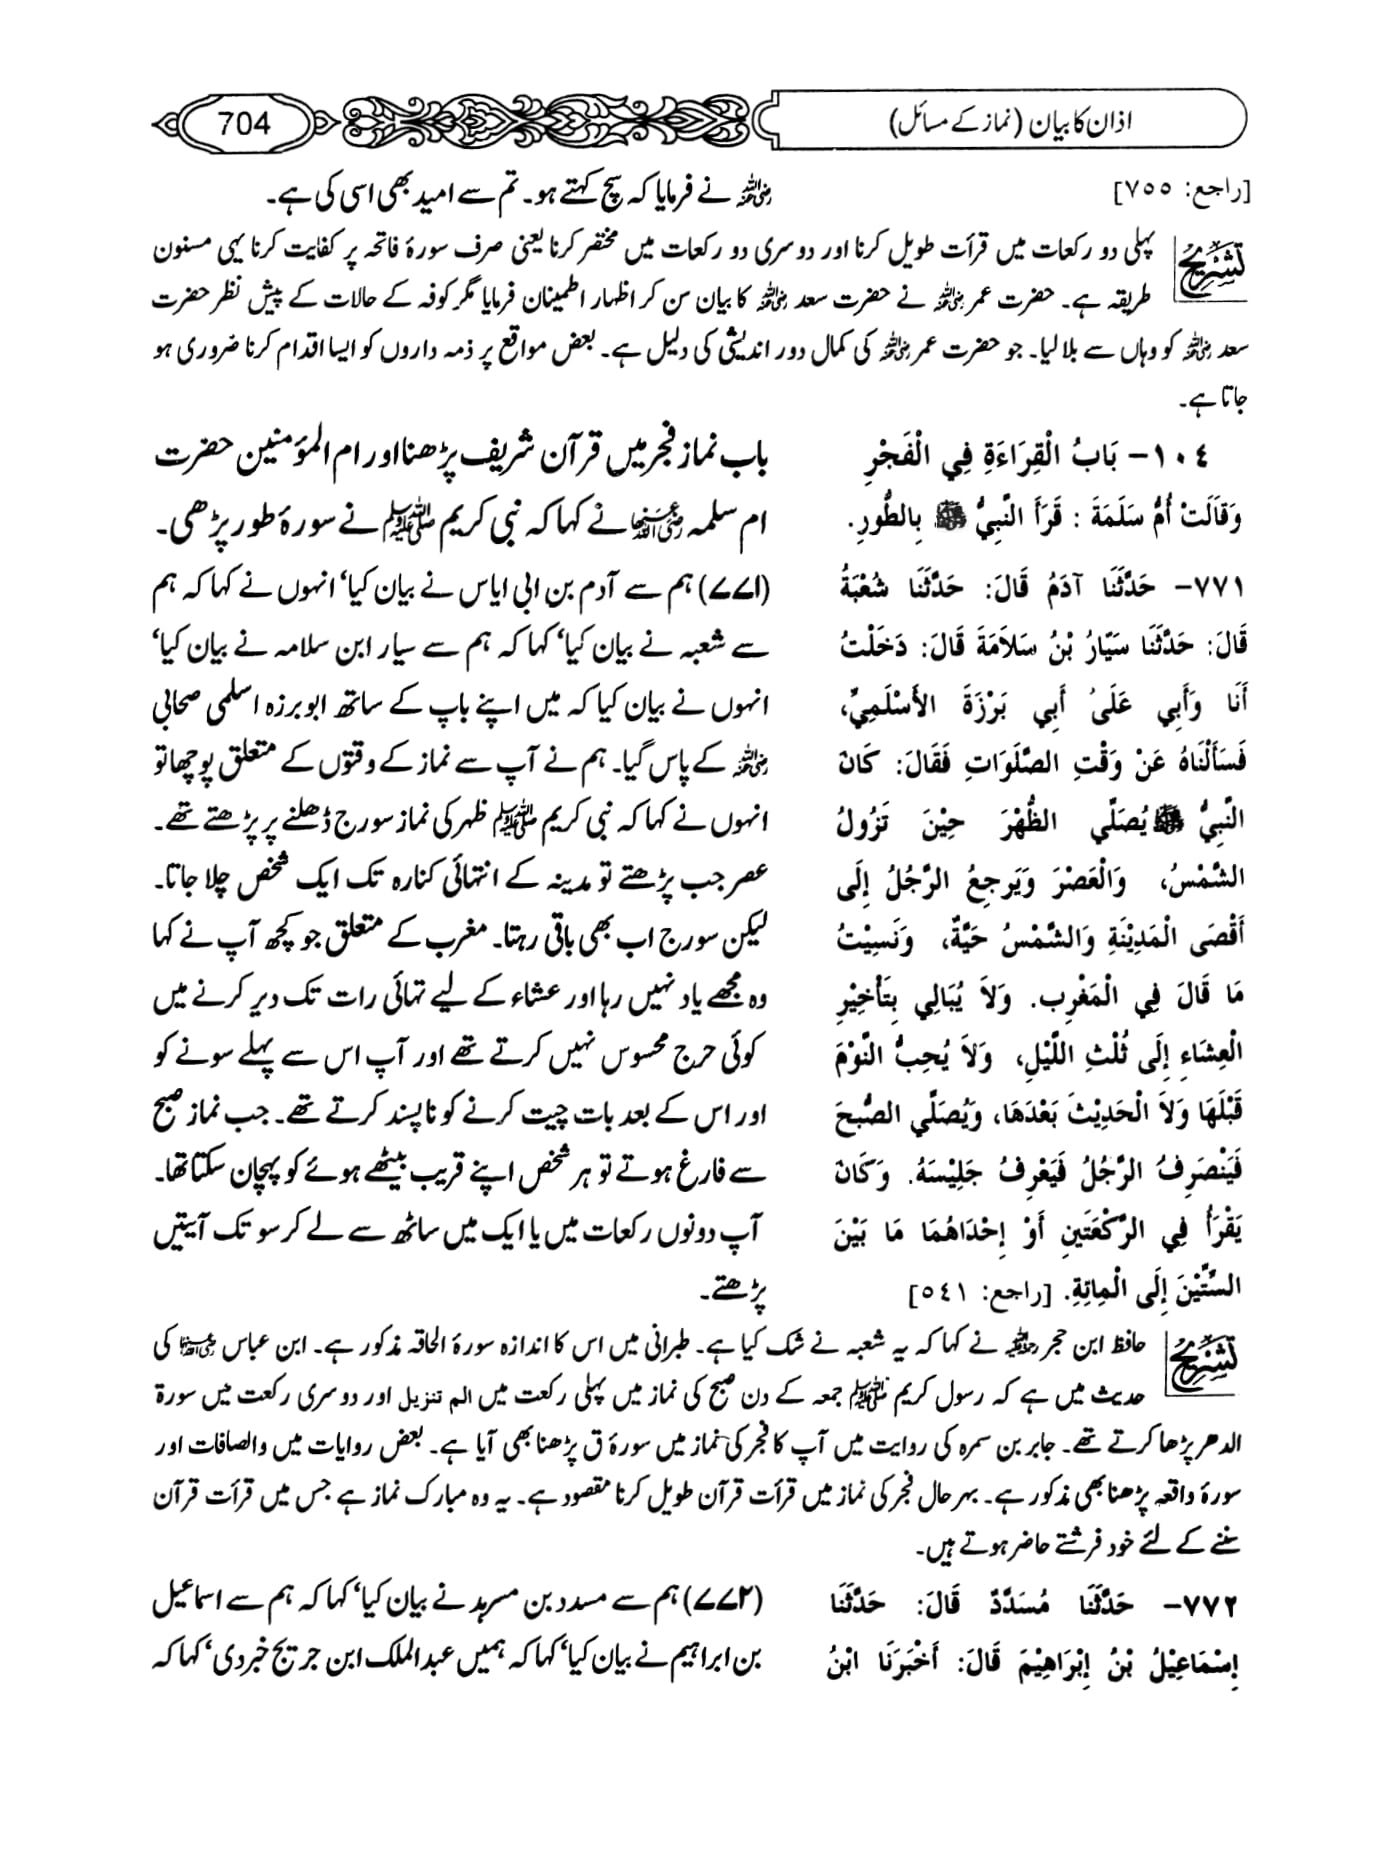 اذان کا بیان (نماز کے مسائل)
704
[راجع: ٧٥٥]
رضی اللہ عنہ نے فرمایا کہ سچ کہتے ہو۔ تم سے امید بھی اسی کی ہے۔
تشریح
پہلی دو رکعات میں قرأت طویل کرنا اور دوسری دو رکعات میں مختصر کرنا یعنی صرف سورۂ فاتحہ پر کفایت کرنا یہی مسنون
طریقہ ہے۔ حضرت عمر رضی اللہ عنہ نے حضرت سعد رضی اللہ عنہ کا بیان سن کر اظہار اطمینان فرمایا مگر کوفہ کے حالات کے پیش نظر حضرت
سعد رضی اللہ عنہ کو وہاں سے بلا لیا۔ جو حضرت عمر رضی اللہ عنہ کی کمال دور اندیشی کی دلیل ہے۔ بعض مواقع پر ذمہ داروں کو ایسا اقدام کرنا ضروری ہو
جاتا ہے۔
١٠٤ – بَابُ الْقِرَاءَةِ فِي الْفَجْرِ
وَقَالَتْ أُمُّ سَلَمَةَ : قَرَأَ النَّبِيُّ ﷺ بِالطُّورِ.
٧٧١- حَدَّثَنَا آدَمُ قَالَ: حَدَّثَنَا شُعْبَةُ
قَالَ: حَدَّثَنَا سَيَّارُ بْنُ سَلاَمَةَ قَالَ: دَخَلْتُ
أَنَا وَأَبِي عَلَىَ أَبِي بَرْزَةَ الأَسْلَمِيِّ،
فَسَأَلْنَاهُ عَنْ وَقْتِ الصَّلَوَاتِ فَقَالَ: كَانَ
النَّبِيُّ ﷺ يُصَلِّي الظُّهْرَ حِيْنَ تَزُولُ
الشَّمْسُ، وَالْعَصْرَ وَيَرجِعُ الرَّجُلُ إِلَى
أَقْصَى الْمَدِيْنَةِ وَالشَّمْسُ حَيَّةٌ، وَنَسِيْتُ
مَا قَالَ فِي الْمَغْرِبِ. وَلاَ يُبَالِي بِتَأْخِيْرِ
الْعِشَاءِ إِلَى ثُلْثِ اللَّيْلِ، وَلاَ يُحِبُّ النَّوْمَ
قَبْلَهَا وَلاَ الْحَدِيْثَ بَعْدَهَا، وَيُصَلِّي الصُّبحَ
فَيَنْصَرِفُ الرَّجُلُ فَيَعْرِفُ جَلِيْسَهُ. وَكَانَ
يَقْرَأُ فِي الرَّكْعَتَينِ أَوْ إِحْدَاهُمَا مَا بَيْنَ
السِّتِّيْنَ إِلَى الْمِائَةِ. [راجع: ٥٤١]
باب نماز فجر میں قرآن شریف پڑھنا اور ام المؤمنین حضرت
ام سلمہ رضی اللہ عنہا نے کہا کہ نبی کریم صلی اللہ علیہ وسلم نے سورۂ طور پڑھی۔
(۷۷۱) ہم سے آدم بن ابی ایاس نے بیان کیا‘ انہوں نے کہا کہ ہم
سے شعبہ نے بیان کیا‘ کہا کہ ہم سے سیار ابن سلامہ نے بیان کیا‘
انہوں نے بیان کیا کہ میں اپنے باپ کے ساتھ ابوبرزہ اسلمی صحابی
رضی اللہ عنہ کے پاس گیا۔ ہم نے آپ سے نماز کے وقتوں کے متعلق پوچھا تو
انہوں نے کہا کہ نبی کریم صلی اللہ علیہ وسلم ظہر کی نماز سورج ڈھلنے پر پڑھتے تھے۔
عصر جب پڑھتے تو مدینہ کے انتہائی کنارہ تک ایک شخص چلا جاتا۔
لیکن سورج اب بھی باقی رہتا۔ مغرب کے متعلق جو کچھ آپ نے کہا
وہ مجھے یاد نہیں رہا اور عشاء کے لیے تہائی رات تک دیر کرنے میں
کوئی حرج محسوس نہیں کرتے تھے اور آپ اس سے پہلے سونے کو
اور اس کے بعد بات چیت کرنے کو ناپسند کرتے تھے۔ جب نماز صبح
سے فارغ ہوتے تو ہر شخص اپنے قریب بیٹھے ہوئے کو پہچان سکتا تھا۔
آپ دونوں رکعات میں یا ایک میں ساٹھ سے لے کر سو تک آیتیں
پڑھتے۔
تشریح
حافظ ابن حجر رحمۃ اللہ علیہ نے کہا کہ یہ شعبہ نے شک کیا ہے۔ طبرانی میں اس کا اندازہ سورۂ الحاقہ مذکور ہے۔ ابن عباس رضی اللہ عنہما کی
حدیث میں ہے کہ رسول کریم صلی اللہ علیہ وسلم جمعہ کے دن صبح کی نماز میں پہلی رکعت میں الم تنزیل اور دوسری رکعت میں سورۃ
الدھر پڑھا کرتے تھے۔ جابر بن سمرہ کی روایت میں آپ کا فجر کی نماز میں سورۂ ق پڑھنا بھی آیا ہے۔ بعض روایات میں والصافات اور
سورۂ واقعہ پڑھنا بھی مذکور ہے۔ بہر حال فجر کی نماز میں قرأت قرآن طویل کرنا مقصود ہے۔ یہ وہ مبارک نماز ہے جس میں قرأت قرآن
سننے کے لئے خود فرشتے حاضر ہوتے ہیں۔
٧٧٢- حَدَّثَنَا مُسَدَّدٌ قَالَ: حَدَّثَنَا
إِسْمَاعِيْلُ بْنُ إِبْرَاهِيْمَ قَالَ: أَخْبَرَنَا ابْنُ
(۷۷۲) ہم سے مسدد بن مسرہد نے بیان کیا‘ کہا کہ ہم سے اسماعیل
بن ابراہیم نے بیان کیا‘ کہا کہ ہمیں عبدالملک ابن جریج خبر دی‘ کہا کہ